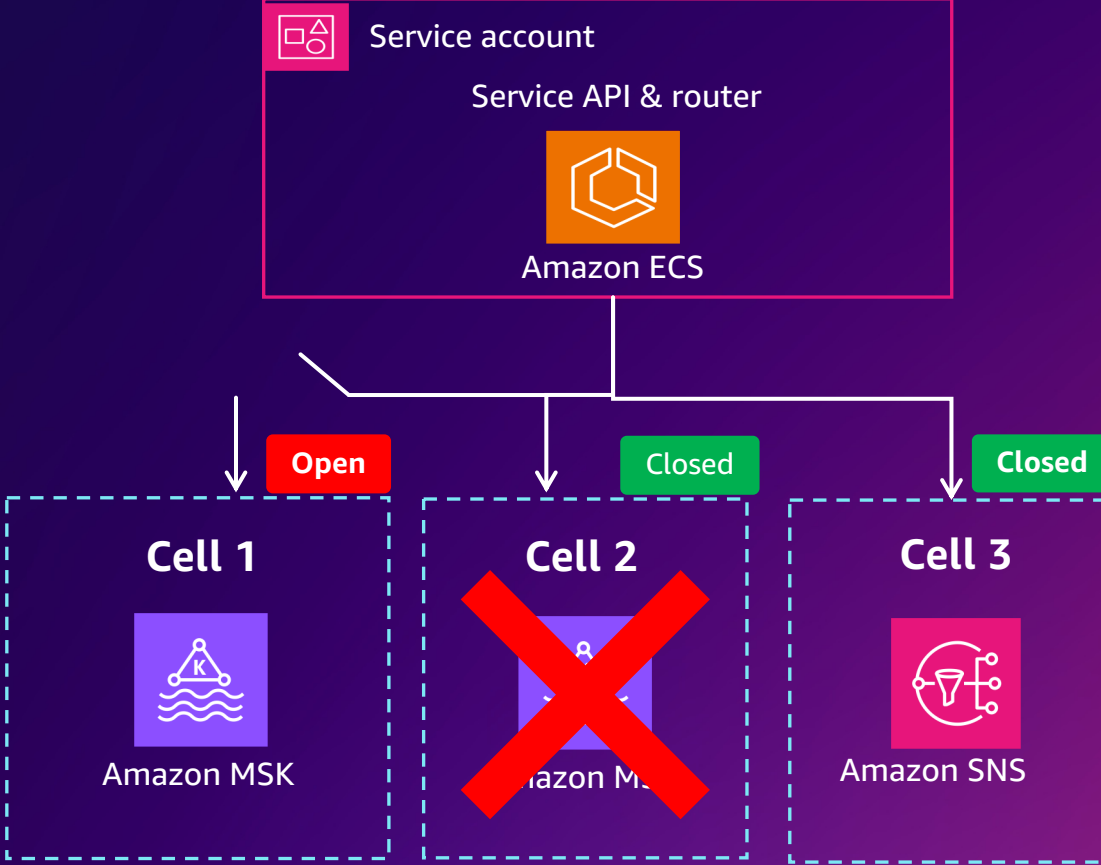 Service account
Service API & router
Amazon ECS
Open
Closed
Closed
Cell 1
Cell 2
Cell 3
K
Amazon MSK
Amazon SNS